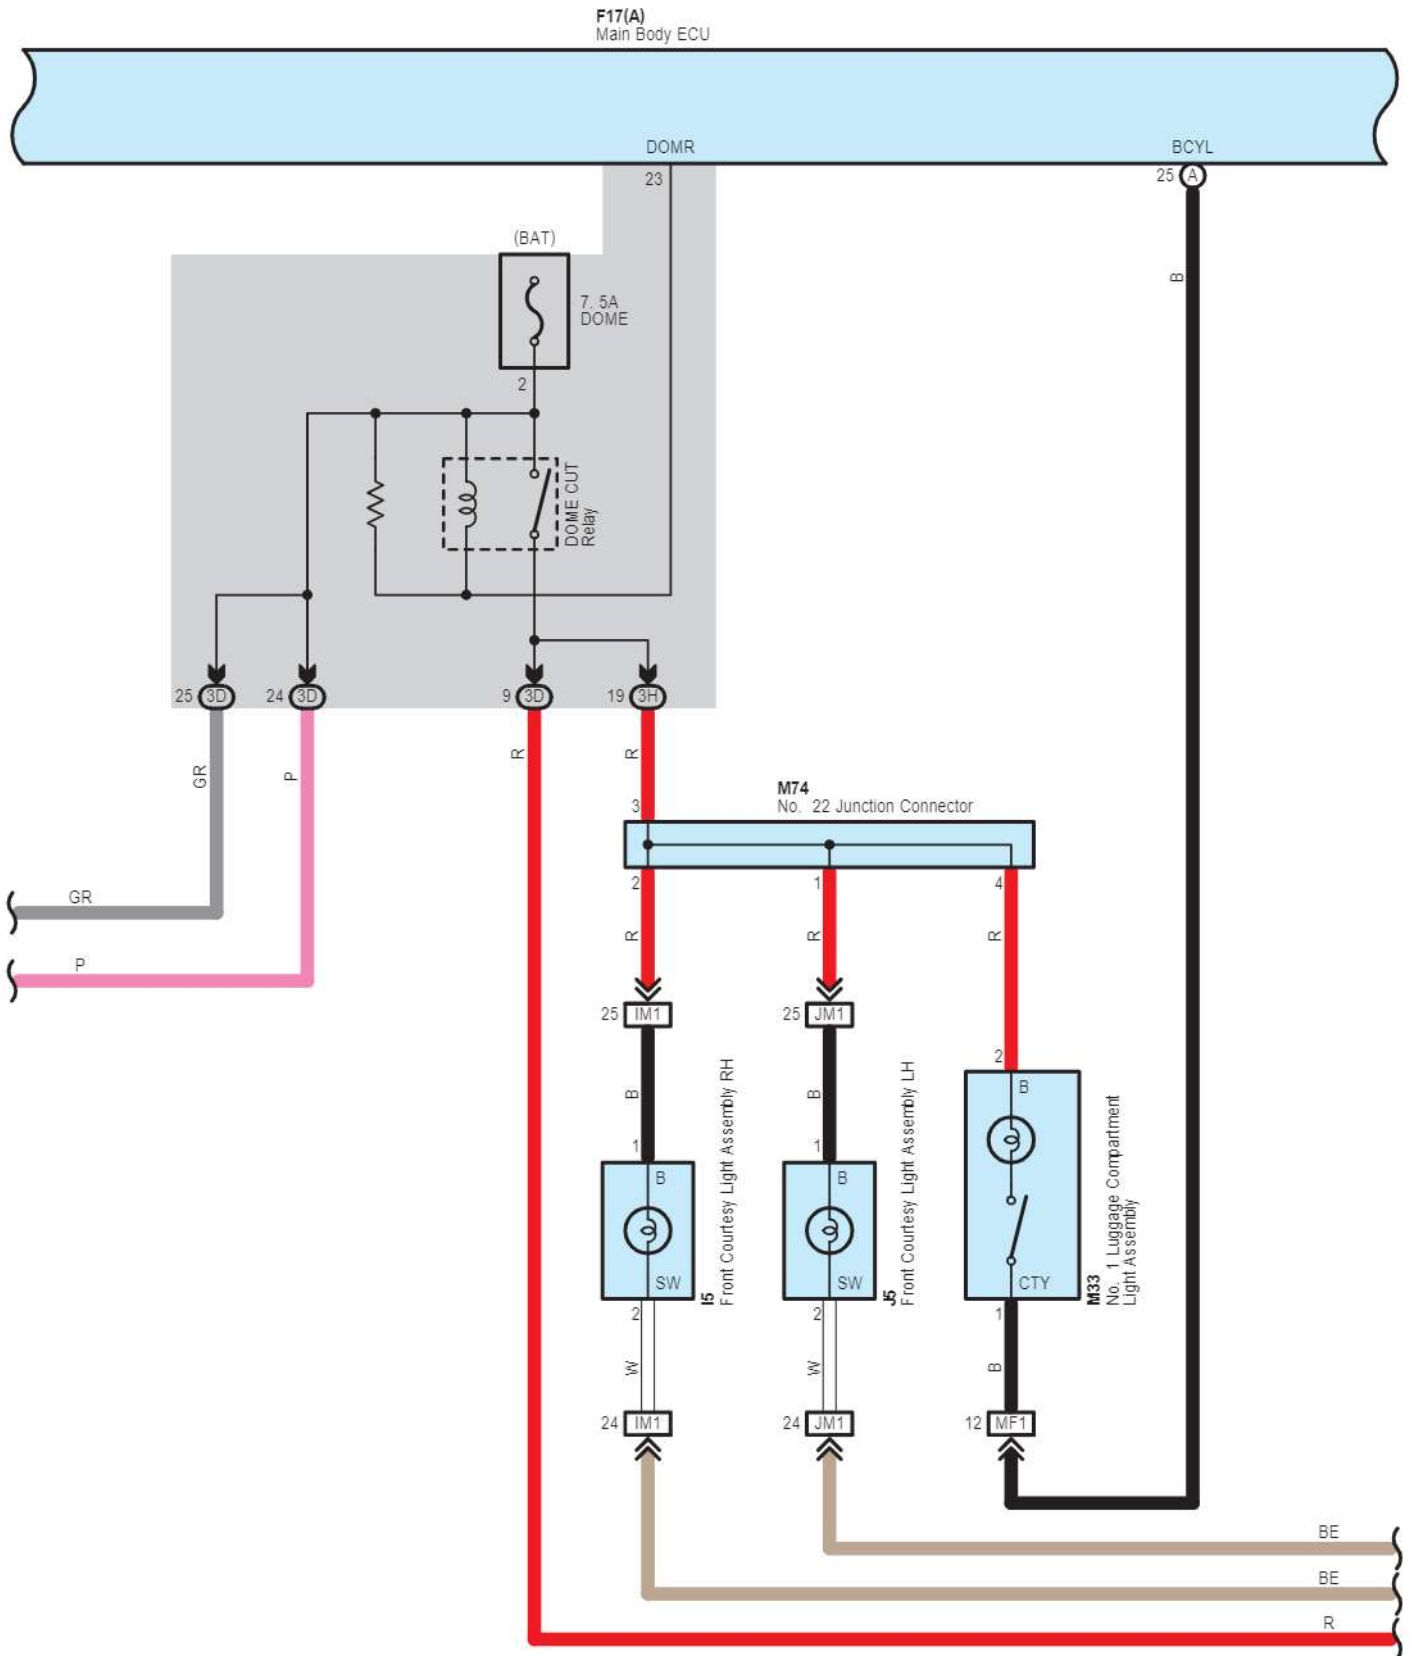 F17(A)
Main Body ECU
DOMR
BCYL
23
25 A
(BAT)
B
7. 5A
DOME
2
DOME CUT
Relay
25 3D
24 3D
9 3D
19 3H
GR
P
R
R
M74
No. 22 Junction Connector
3
2
1
4
GR
R
R
R
P
25 IM1
25 JM1
2
B
B
B
1
1
B
B
Front Courtesy Light Assembly RH
Front Courtesy Light Assembly LH
No. 1 Luggage Compartment
Light Assembly
SW
SW
CTY
I5
J5
M33
2
2
1
W
W
B
24 IM1
24 JM1
12 MF1
BE
BE
R